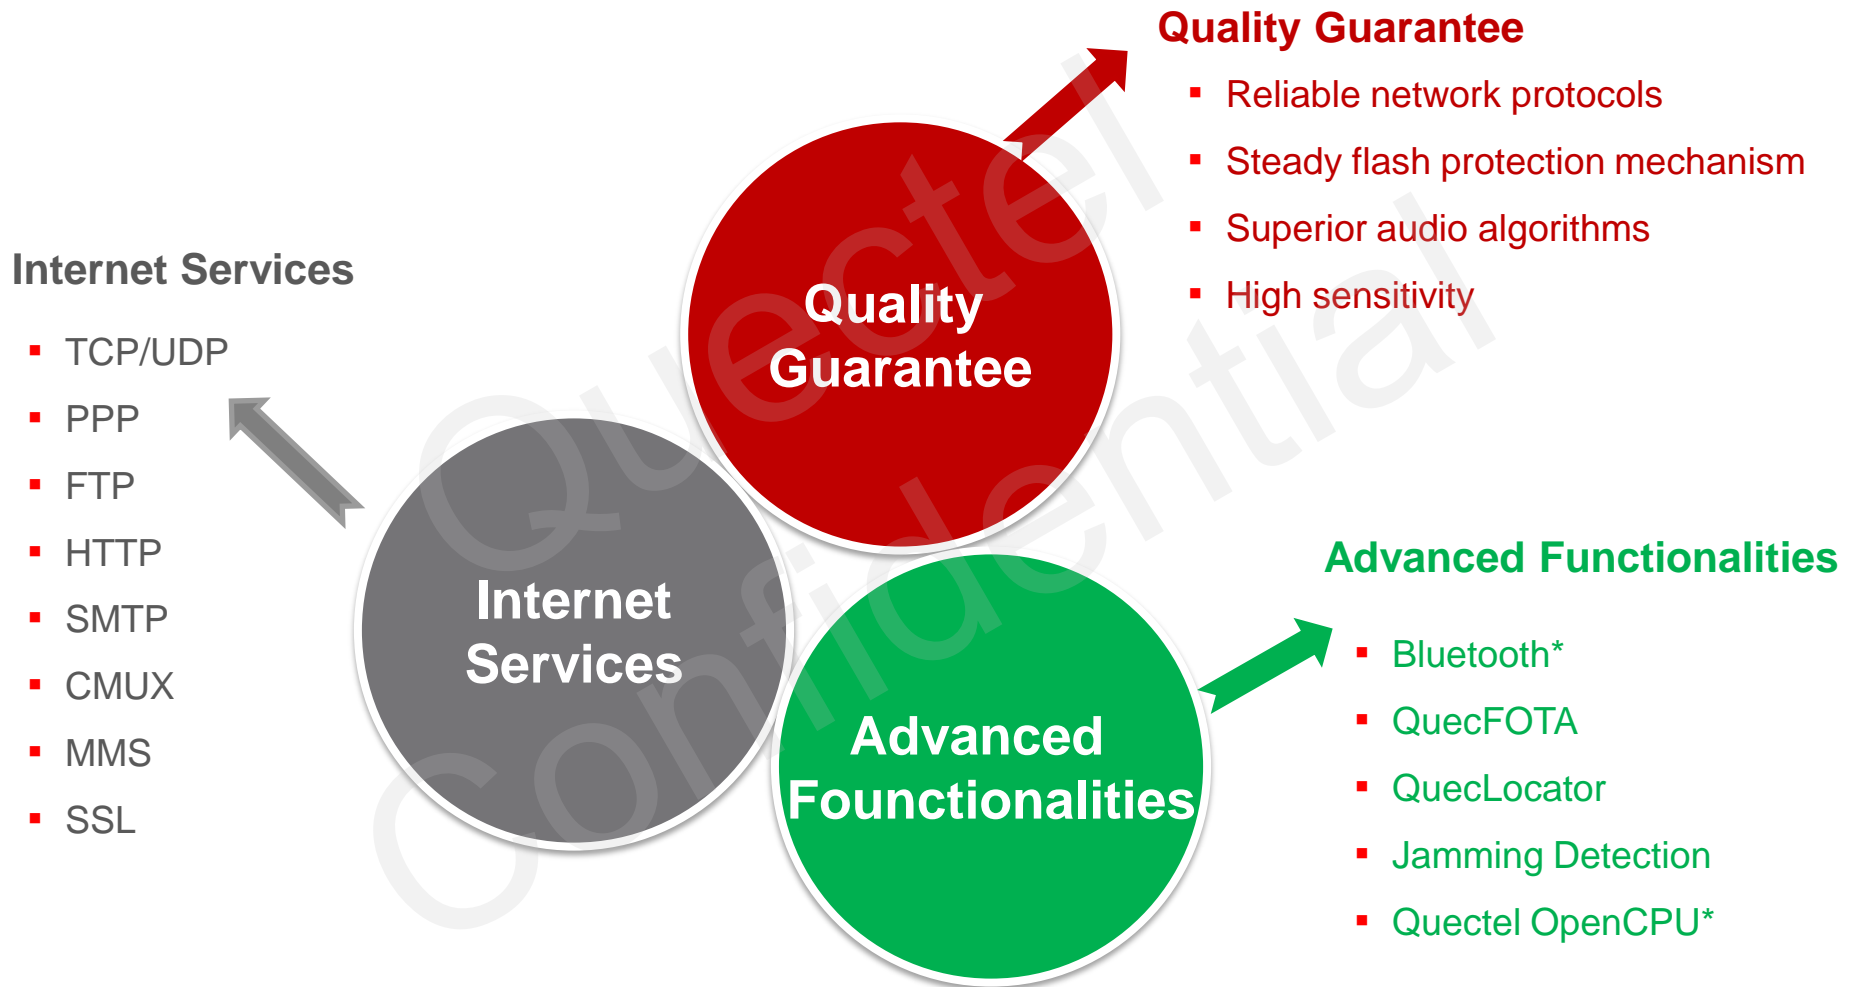 Quality Guarantee
Reliable network protocols
Steady flash protection mechanism
Superior audio algorithms
High sensitivity
Internet Services
TCP/UDP
PPP
FTP
HTTP
SMTP
CMUX
MMS
SSL
Quality
Guarantee
Internet
Services
Advanced
Founctionalities
Advanced Functionalities
Bluetooth*
QuecFOTA
QuecLocator
Jamming Detection
Quectel OpenCPU*
Quectel
Confidential